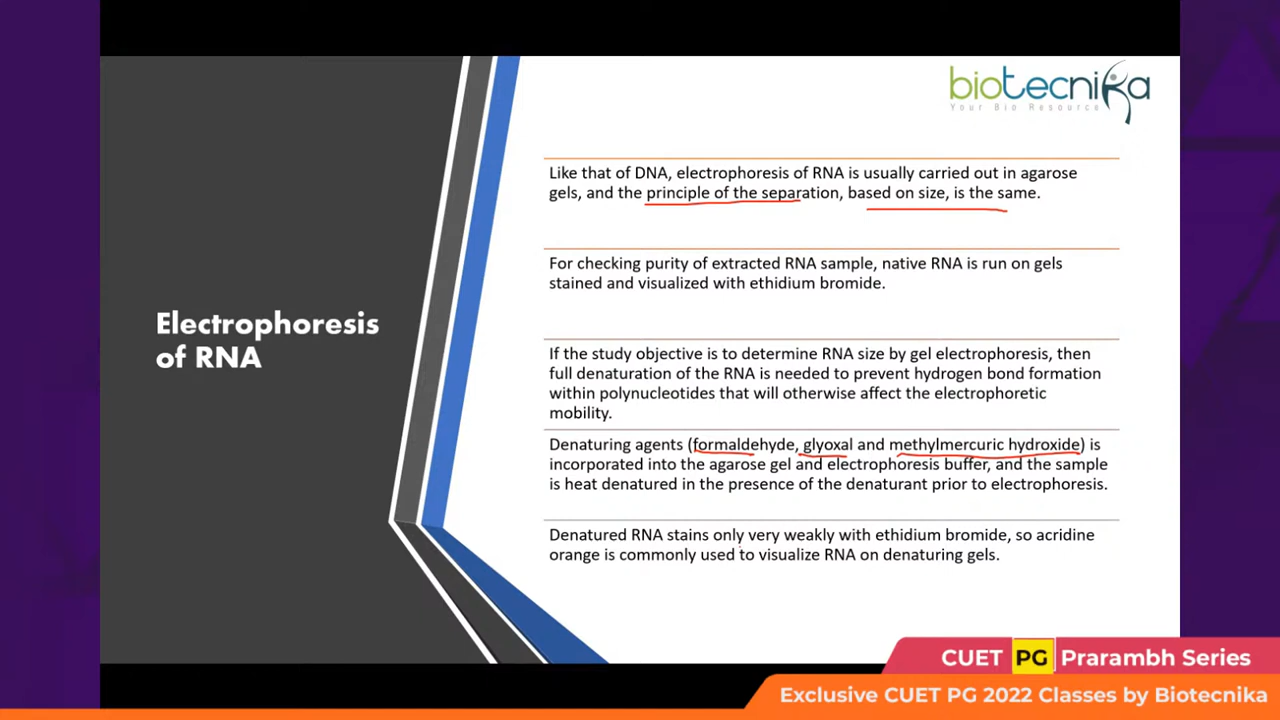 biotecnika
Your Bio Resource
Like that of DNA, electrophoresis of RNA is usually carried out in agarose
gels, and the principle of the separation, based on size, is the same.
For checking purity of extracted RNA sample, native RNA is run on gels
stained and visualized with ethidium bromide.
Electrophoresis
of RNA
If the study objective is to determine RNA size by gel electrophoresis, then
full denaturation of the RNA is needed to prevent hydrogen bond formation
within polynucleotides that will otherwise affect the electrophoretic
mobility.
Denaturing agents (formaldehyde, glyoxal and methylmercuric hydroxide) is
incorporated into the agarose gel and electrophoresis buffer, and the sample
is heat denatured in the presence of the denaturant prior to electrophoresis.
Denatured RNA stains only very weakly with ethidium bromide, so acridine
orange is commonly used to visualize RNA on denaturing gels.
CUET PG Prarambh Series
Exclusive CUET PG 2022 Classes by Biotecnika